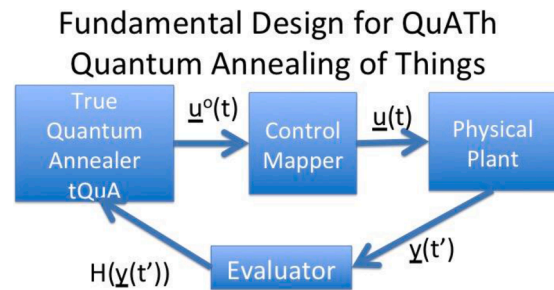 Fundamental Design for QuATh
Quantum Annealing of Things
True
Quantum
Annealer
tQuA
u°(t)
Control
Mapper
u(t)
Physical
Plant
y(t')
Evaluator
H(y(t'))